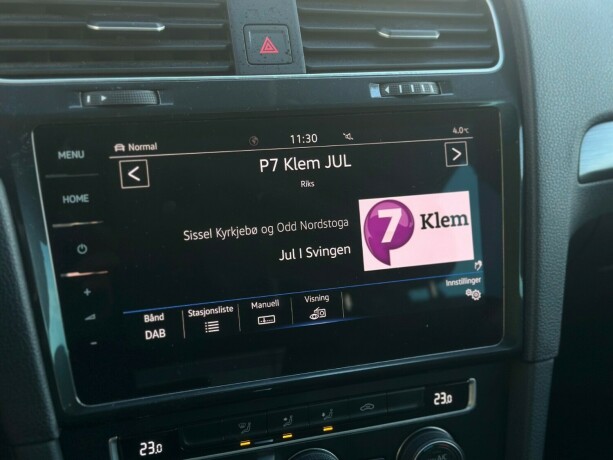 MENU
HOME
Normal
11:30
4.0°C
<
P7 Klem JUL
>
Riks
Sissel Kyrkjebø og Odd Nordstoga
Jul I Svingen
7 Klem
Innstillinger
Bånd
DAB
Stasjonsliste
Manuell
Visning
+
-
23.0
23.0